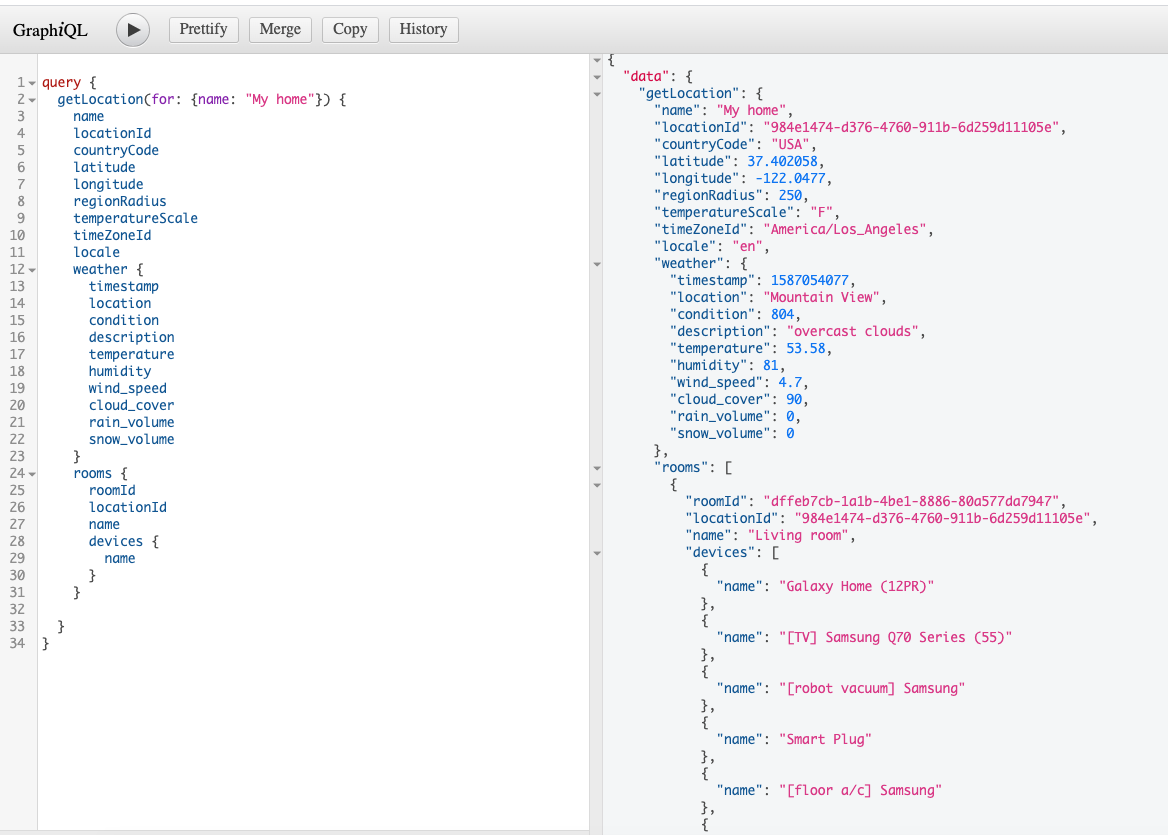 GraphiQL
Prettify
Merge
Copy
History
1 query {
2   getLocation(for: {name: "My home"}) {
3     name
4     locationId
5     countryCode
6     latitude
7     longitude
8     regionRadius
9     temperatureScale
10     timeZoneId
11     locale
12     weather {
13       timestamp
14       location
15       condition
16       description
17       temperature
18       humidity
19       wind_speed
20       cloud_cover
21       rain_volume
22       snow_volume
23     }
24     rooms {
25       roomId
26       locationId
27       name
28       devices {
29         name
30       }
31     }
32
33   }
34 }
{
  "data": {
    "getLocation": {
      "name": "My home",
      "locationId": "984e1474-d376-4760-911b-6d259d11105e",
      "countryCode": "USA",
      "latitude": 37.402058,
      "longitude": -122.0477,
      "regionRadius": 250,
      "temperatureScale": "F",
      "timeZoneId": "America/Los_Angeles",
      "locale": "en",
      "weather": {
        "timestamp": 1587054077,
        "location": "Mountain View",
        "condition": 804,
        "description": "overcast clouds",
        "temperature": 53.58,
        "humidity": 81,
        "wind_speed": 4.7,
        "cloud_cover": 90,
        "rain_volume": 0,
        "snow_volume": 0
      },
      "rooms": [
        {
          "roomId": "dffeb7cb-1a1b-4be1-8886-80a577da7947",
          "locationId": "984e1474-d376-4760-911b-6d259d11105e",
          "name": "Living room",
          "devices": [
            {
              "name": "Galaxy Home (12PR)"
            },
            {
              "name": "[TV] Samsung Q70 Series (55)"
            },
            {
              "name": "[robot vacuum] Samsung"
            },
            {
              "name": "Smart Plug"
            },
            {
              "name": "[floor a/c] Samsung"
            },
            {